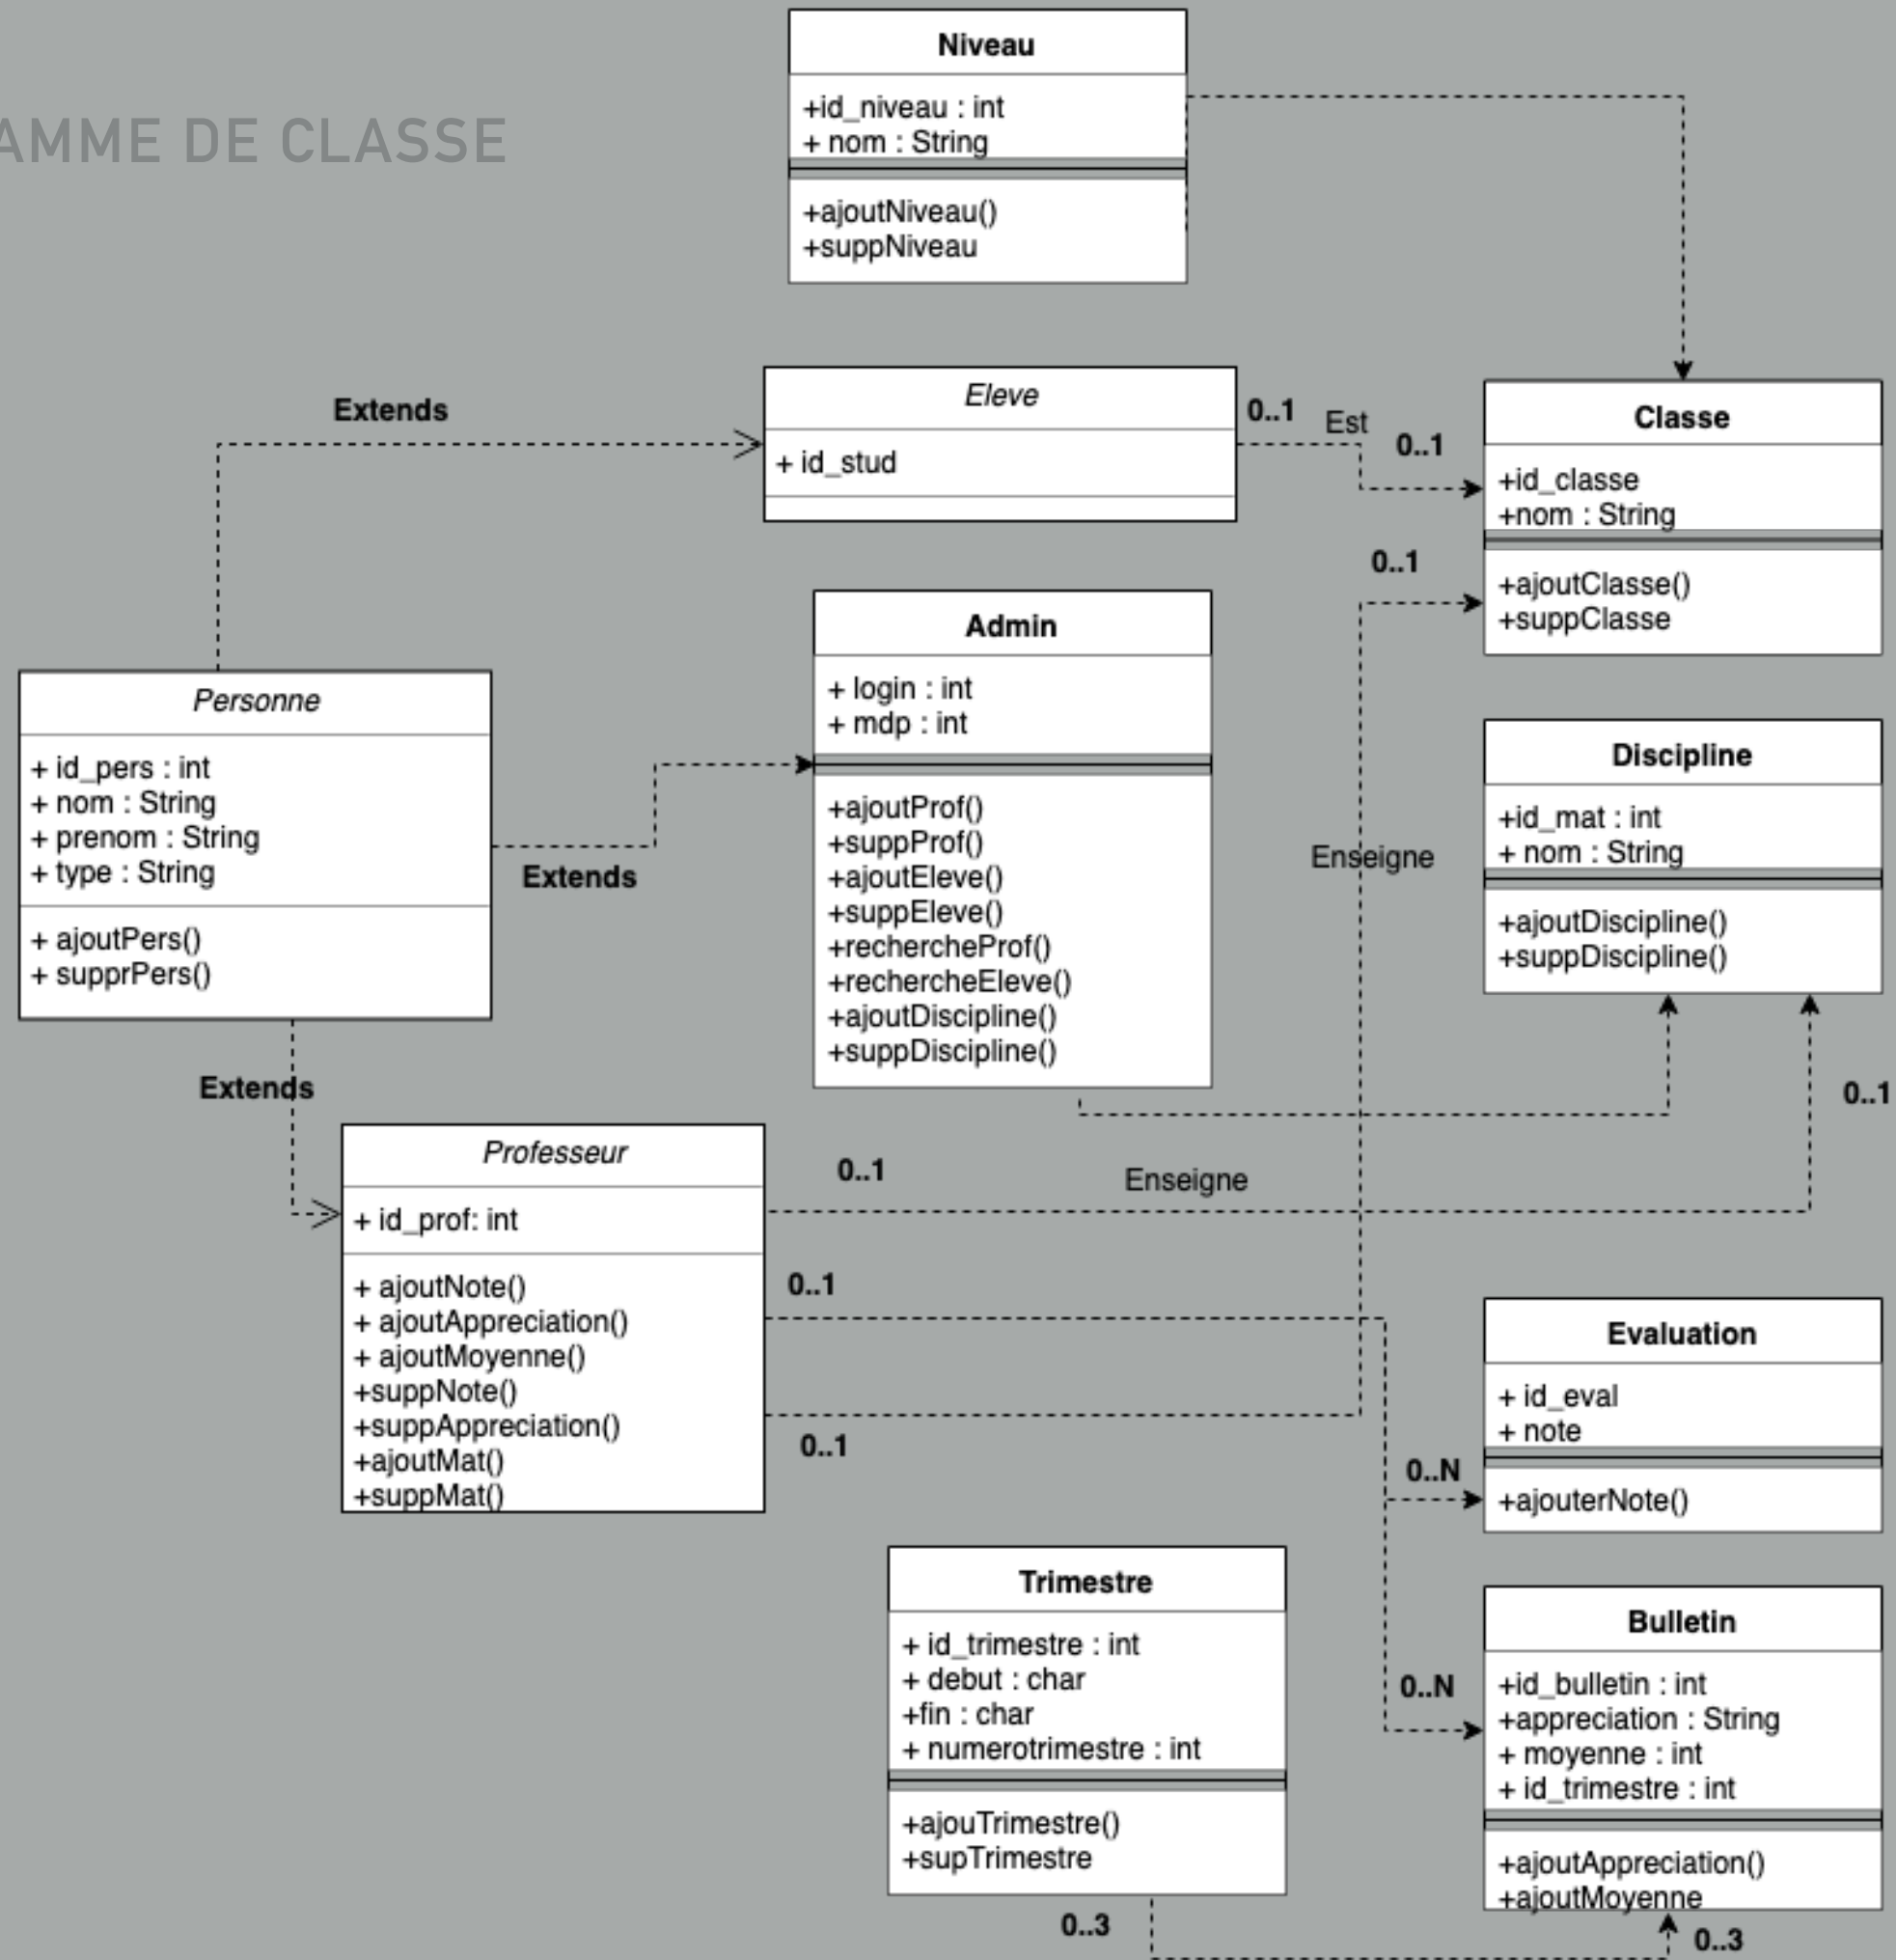 AMME DE CLASSE
Niveau
+id_niveau : int
+ nom : String
+ajoutNiveau()
+suppNiveau
Extends
Eleve
+ id_stud
0..1
Est
0..1
Classe
+id_classe
+nom : String
+ajoutClasse()
+suppClasse
0..1
Personne
+ id_pers : int
+ nom : String
+ prenom : String
+ type : String
+ ajoutPers()
+ supprPers()
Extends
Admin
+ login : int
+ mdp : int
+ajoutProf()
+suppProf()
+ajoutEleve()
+suppEleve()
+rechercheProf()
+rechercheEleve()
+ajoutDiscipline()
+suppDiscipline()
Enseigne
Discipline
+id_mat : int
+ nom : String
+ajoutDiscipline()
+suppDiscipline()
0..1
Extends
Professeur
+ id_prof: int
+ ajoutNote()
+ ajoutAppreciation()
+ ajoutMoyenne()
+suppNote()
+suppAppreciation()
+ajoutMat()
+suppMat()
0..1
Enseigne
0..1
0..1
Evaluation
+ id_eval
+ note
+ajouterNote()
0..N
Trimestre
+ id_trimestre : int
+ debut : char
+fin : char
+ numerotrimestre : int
+ajouTrimestre()
+supTrimestre
0..N
Bulletin
+id_bulletin : int
+appreciation : String
+ moyenne : int
+ id_trimestre : int
+ajoutAppreciation()
+ajoutMoyenne
0..3
0..3